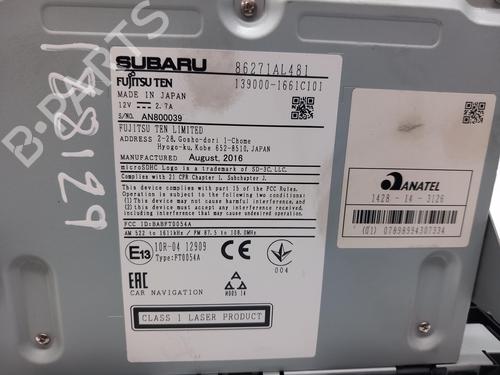 188129
B-PARTS
SUBARU 86271AL481
FUJITSU TEN 139000-1661C101
MADE IN JAPAN
12V 2.7A
S/NO. AN800039
FUJITSU TEN LIMITED
ADDRESS 2-28, Gosho-dori 1-Chome
Hyogo-ku, Kobe 652-8510, JAPAN
MANUFACTURED August, 2016
microSDHC Logo is a trademark of SD-3C, LLC.
Complies with 21 CFR Chapter 1, Subchapter J.
This device complies with part 15 of the FCC Rules.
Operation is subject to the following two conditions:
(1)This device may not cause harmful interference, and
(2)this device must accept any interference received,
including interference that may cause undesired operation.
FCC ID:BABFT0054A
AM 522 to 1611kHz / FM 87.5 to 108.0MHz
E13 10R-04 12909
Type:FT0054A
CE
004
EAC
CAR NAVIGATION
M005 14
CLASS 1 LASER PRODUCT
ANATEL
1428 - 14 - 3126
(01) 07898994307334